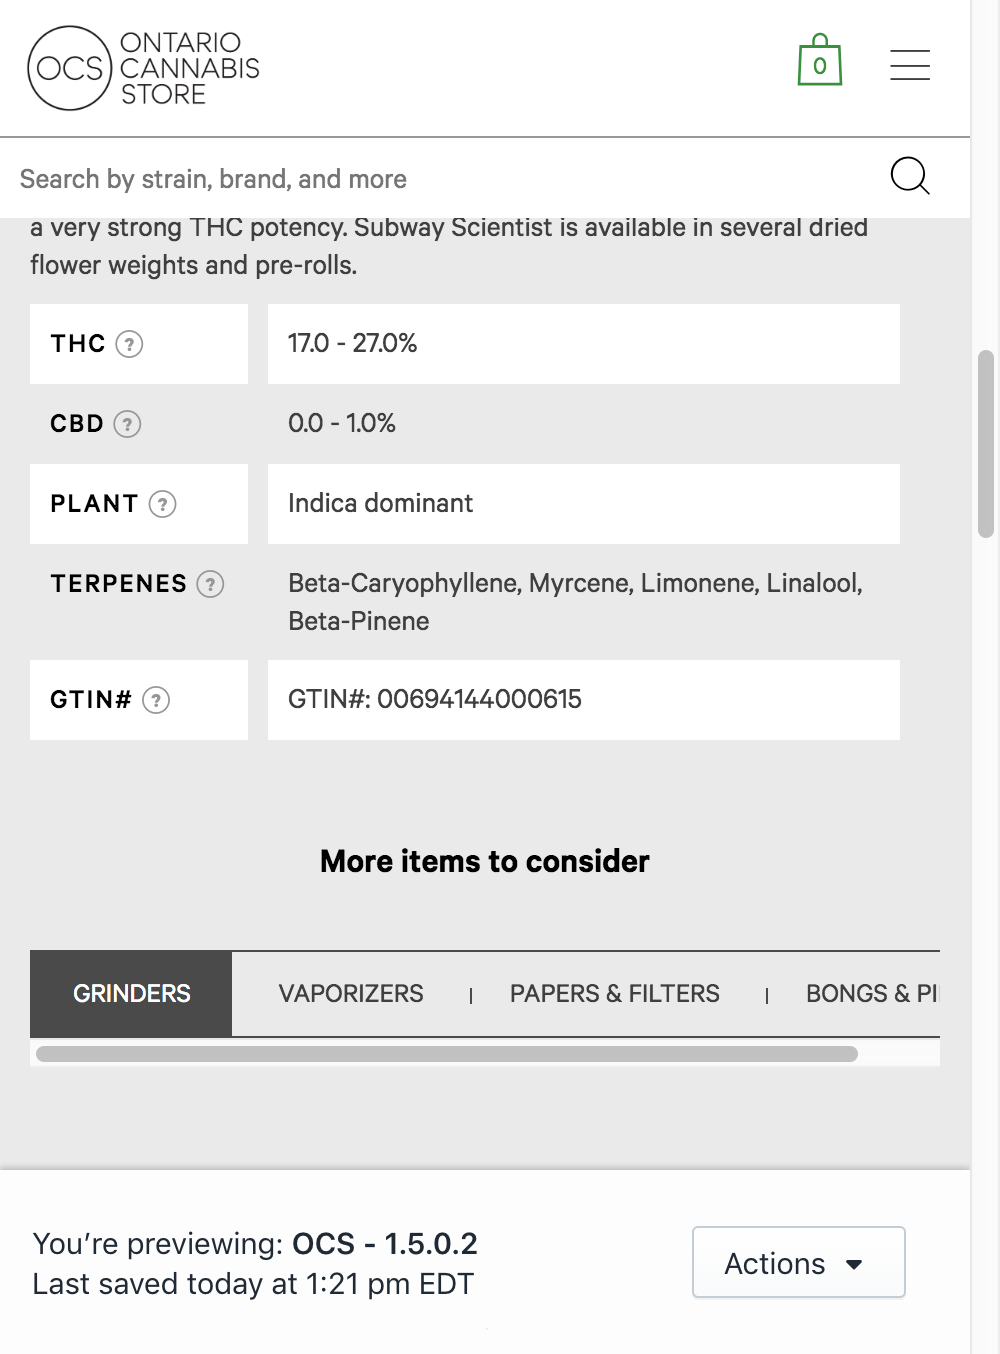 OCS
ONTARIO
CANNABIS
STORE
0
Search by strain, brand, and more
a very strong THC potency. Subway Scientist is available in several dried
flower weights and pre-rolls.
THC ? 17.0 - 27.0%
CBD ? 0.0 - 1.0%
PLANT ? Indica dominant
TERPENES ? Beta-Caryophyllene, Myrcene, Limonene, Linalool,
Beta-Pinene
GTIN# ? GTIN#: 00694144000615
More items to consider
GRINDERS VAPORIZERS | PAPERS & FILTERS | BONGS & PI
You’re previewing: OCS - 1.5.0.2
Last saved today at 1:21 pm EDT
Actions